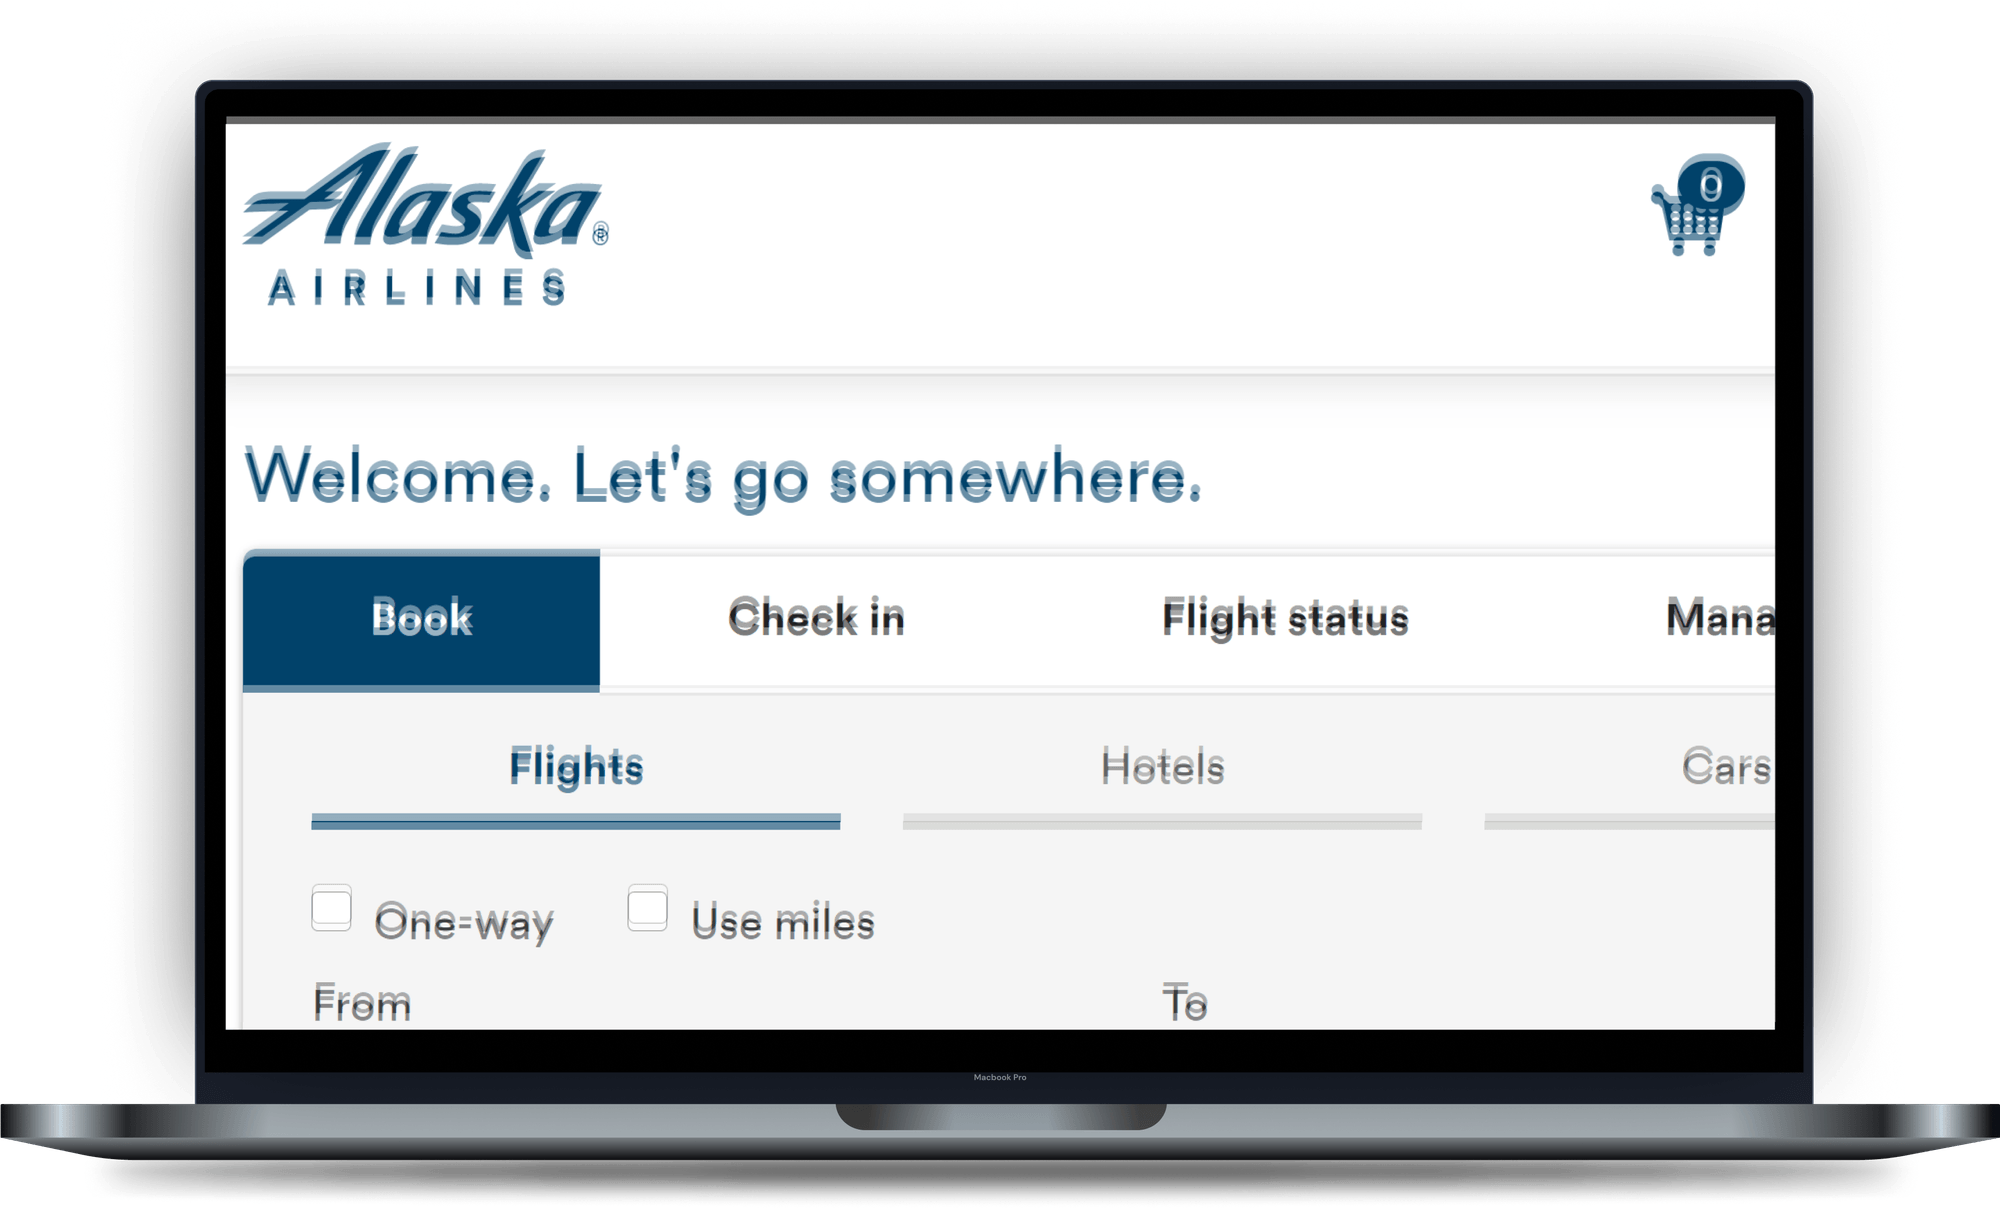 Alaska®
AIRLINES
0
Welcome. Let's go somewhere.
Book Check in Flight status Mana
Flights Hotels Cars
One-way Use miles
From To
Macbook Pro